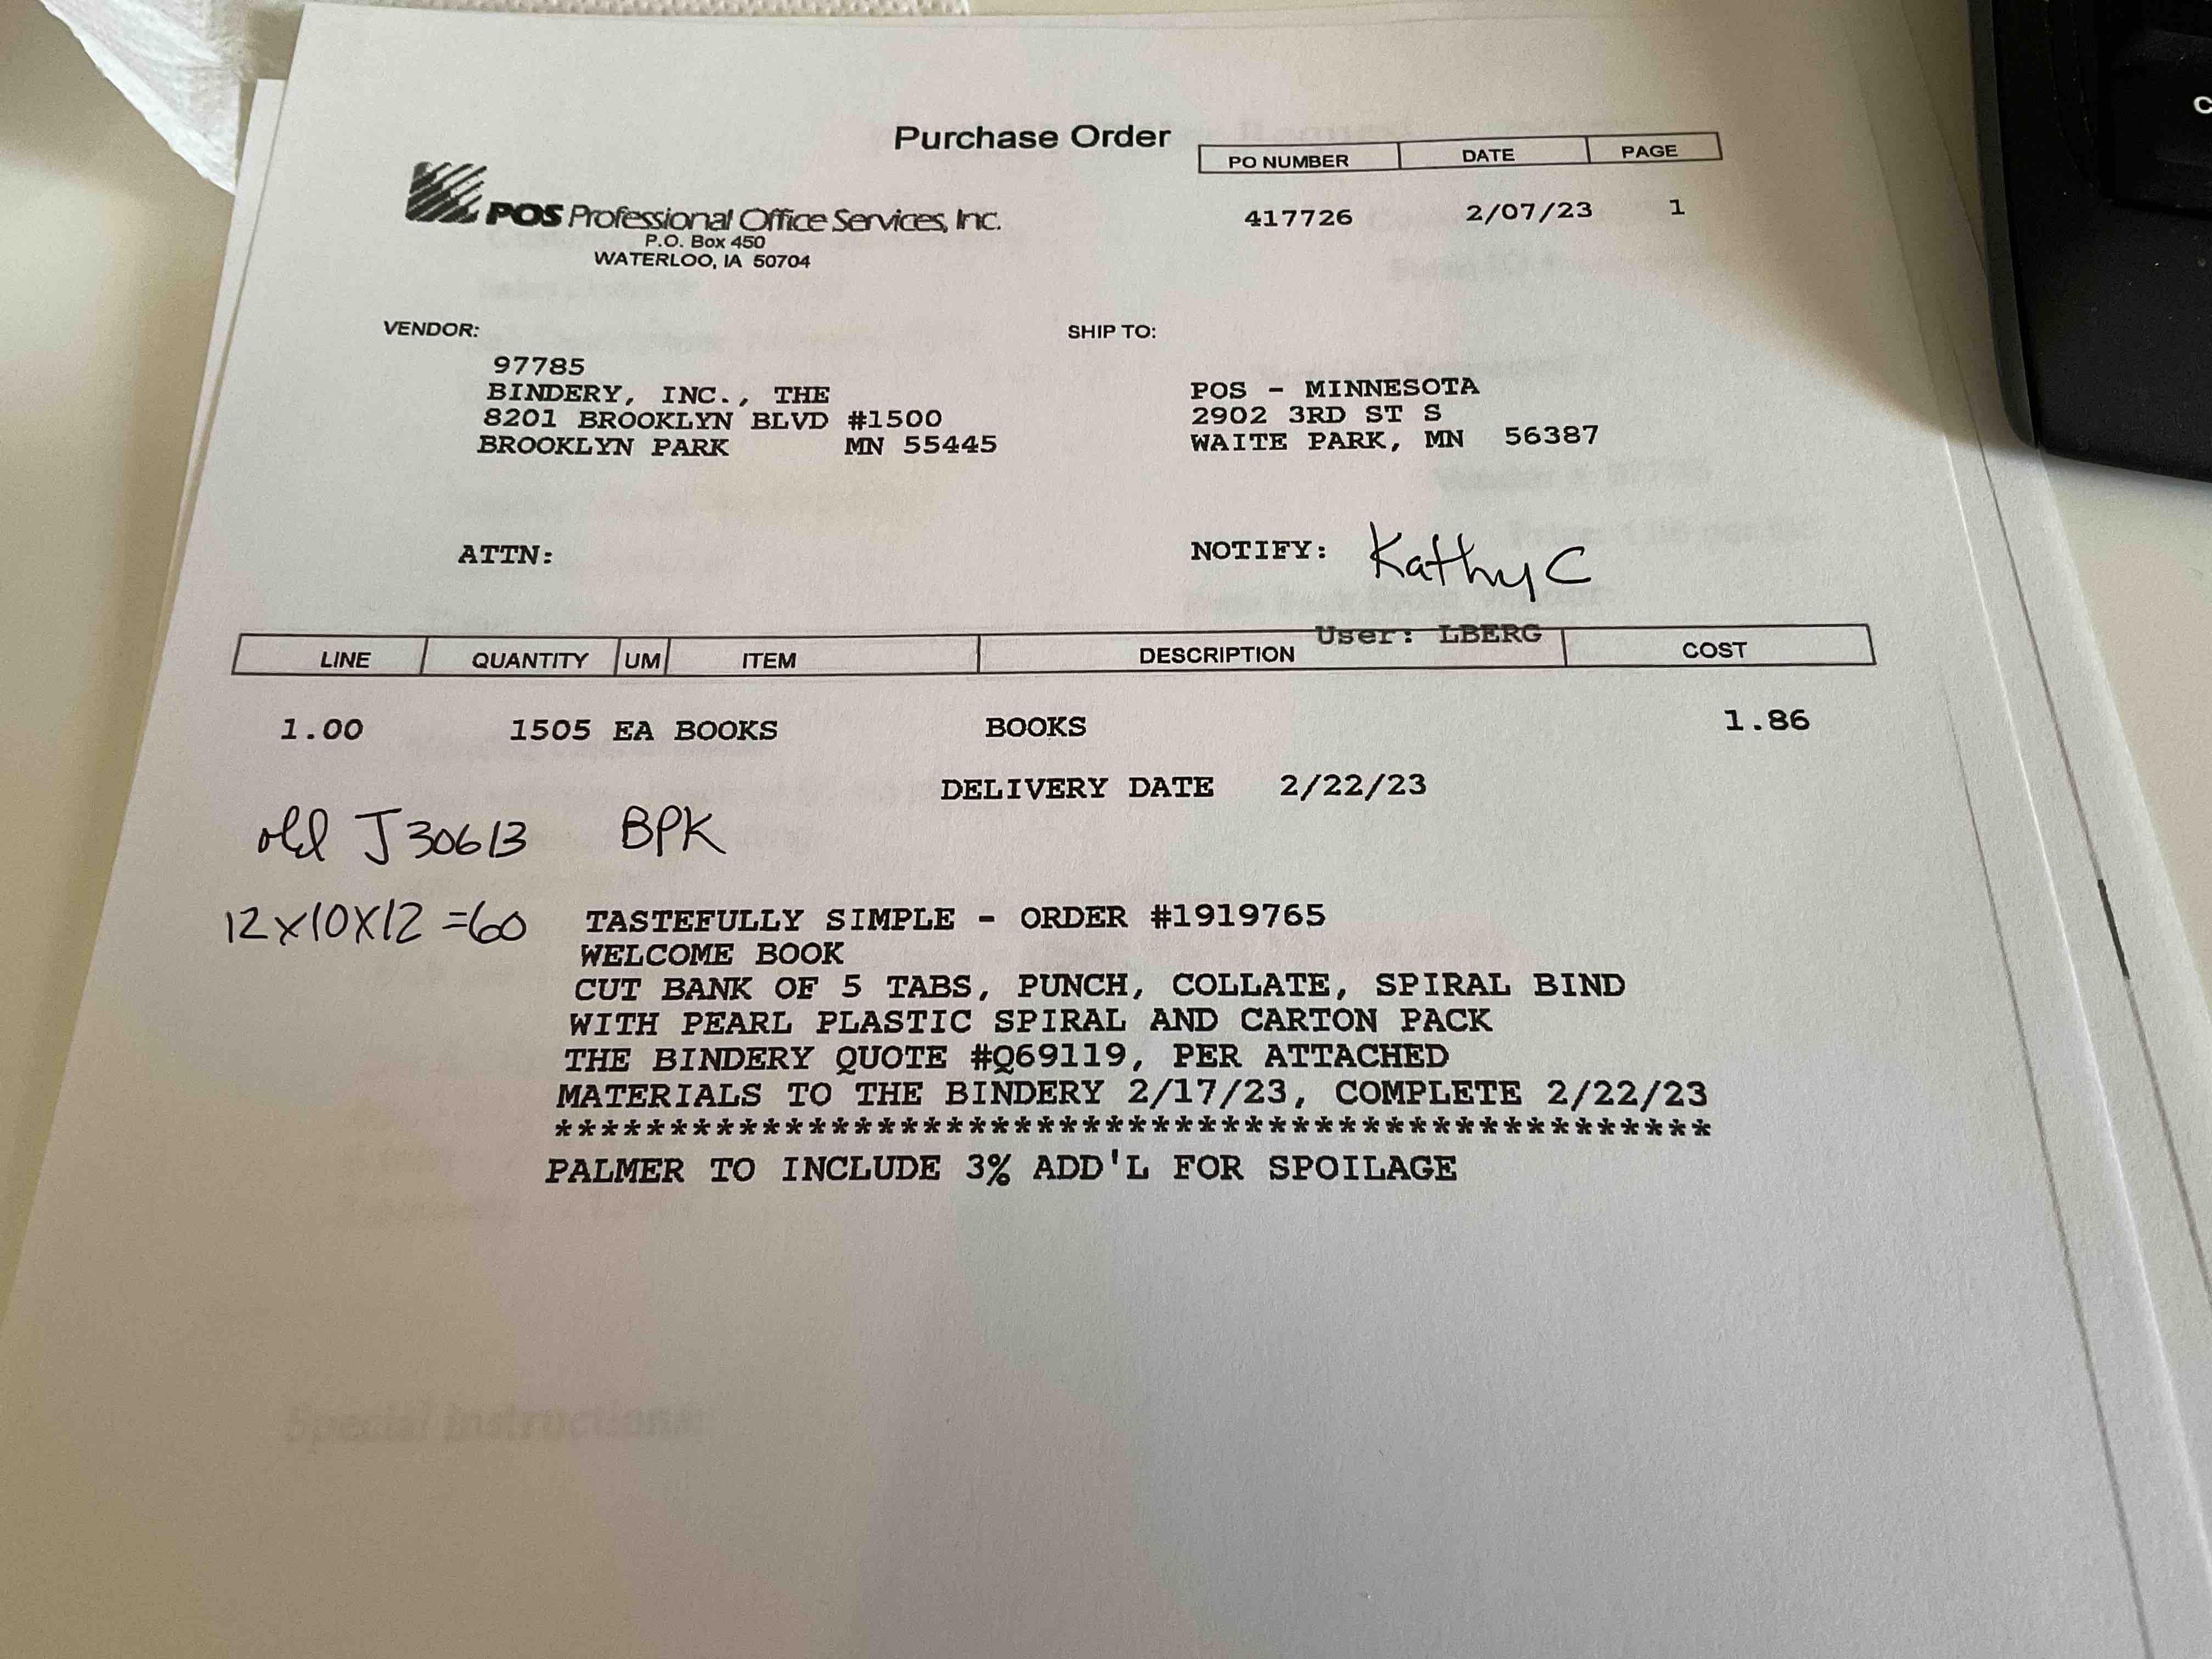 Purchase Order
PO NUMBER DATE PAGE
417726 2/07/23 1
POS Professional Office Services, Inc.
P.O. Box 450
WATERLOO, IA 50704
VENDOR:
97785
BINDERY, INC., THE
8201 BROOKLYN BLVD #1500
BROOKLYN PARK MN 55445
SHIP TO:
POS - MINNESOTA
2902 3RD ST S
WAITE PARK, MN 56387
ATTN:
NOTIFY: Kathy C
User: LBERG
LINE QUANTITY UM ITEM DESCRIPTION COST
1.00 1505 EA BOOKS BOOKS 1.86
DELIVERY DATE 2/22/23
old J30613 BPK
12x10x12 =60
TASTEFULLY SIMPLE - ORDER #1919765
WELCOME BOOK
CUT BANK OF 5 TABS, PUNCH, COLLATE, SPIRAL BIND
WITH PEARL PLASTIC SPIRAL AND CARTON PACK
THE BINDERY QUOTE #Q69119, PER ATTACHED
MATERIALS TO THE BINDERY 2/17/23, COMPLETE 2/22/23
**************************************************
PALMER TO INCLUDE 3% ADD'L FOR SPOILAGE
Special Instructions: